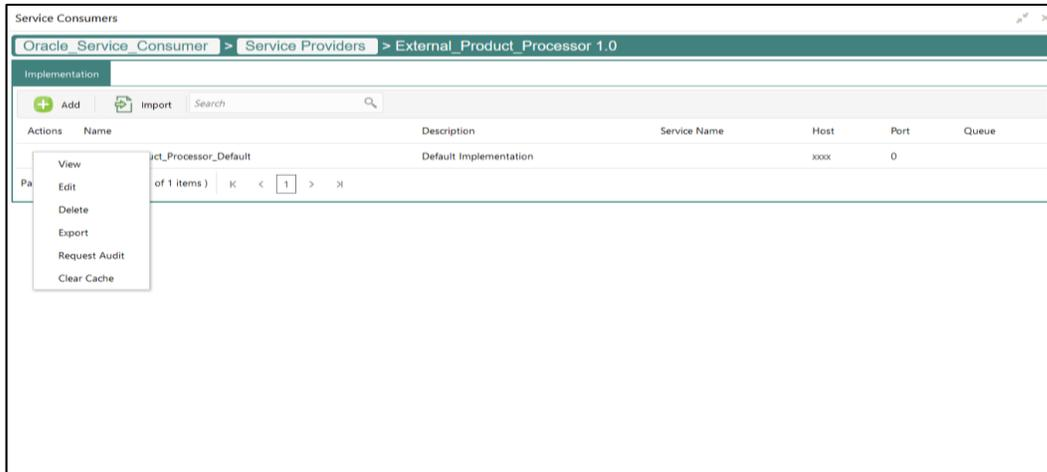 Service Consumers
Oracle_Service_Consumer > Service Providers > External_Product_Processor 1.0
Implementation
Add Import Search
Actions Name Description Service Name Host Port Queue
uct_Processor_Default Default Implementation xxxx 0
Pa of 1 items ) K < 1 > >|
View
Edit
Delete
Export
Request Audit
Clear Cache